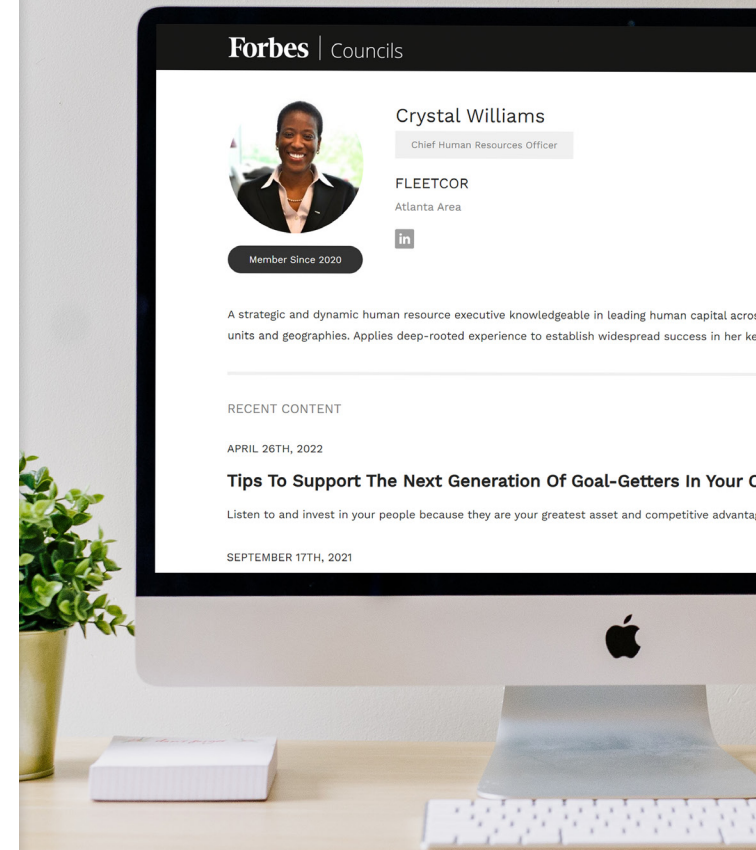 Forbes | Councils
Crystal Williams
Chief Human Resources Officer
FLEETCOR
Atlanta Area
in
Member Since 2020
A strategic and dynamic human resource executive knowledgeable in leading human capital
units and geographies. Applies deep-rooted experience to establish widespread success in her
RECENT CONTENT
APRIL 26TH, 2022
Tips To Support The Next Generation Of Goal-Getters In Your
Listen to and invest in your people because they are your greatest asset and competitive
SEPTEMBER 17TH, 2021